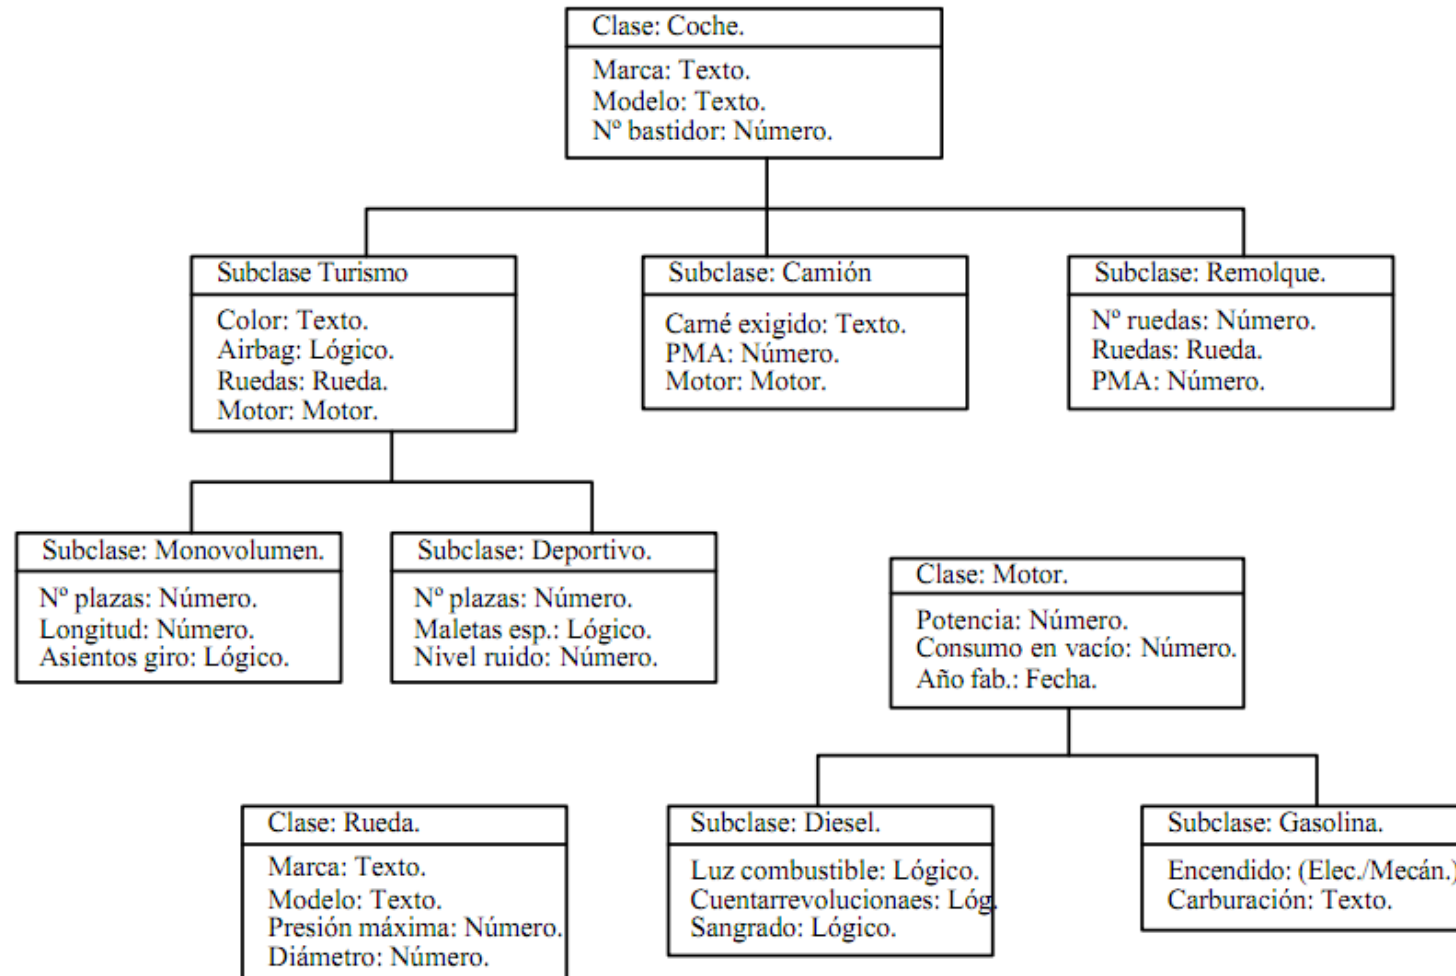 Clase: Coche.
Marca: Texto.
Modelo: Texto.
Nº bastidor: Número.
Subclase Turismo
Color: Texto.
Airbag: Lógico.
Ruedas: Rueda.
Motor: Motor.
Subclase: Camión
Carné exigido: Texto.
PMA: Número.
Motor: Motor.
Subclase: Remolque.
Nº ruedas: Número.
Ruedas: Rueda.
PMA: Número.
Subclase: Monovolumen.
Nº plazas: Número.
Longitud: Número.
Asientos giro: Lógico.
Subclase: Deportivo.
Nº plazas: Número.
Maletas esp.: Lógico.
Nivel ruido: Número.
Clase: Motor.
Potencia: Número.
Consumo en vacío: Número.
Año fab.: Fecha.
Clase: Rueda.
Marca: Texto.
Modelo: Texto.
Presión máxima: Número.
Diámetro: Número.
Subclase: Diesel.
Luz combustible: Lógico.
Cuentarrevolucionaes: Lóg.
Sangrado: Lógico.
Subclase: Gasolina.
Encendido: (Elec./Mecán.)
Carburación: Texto.